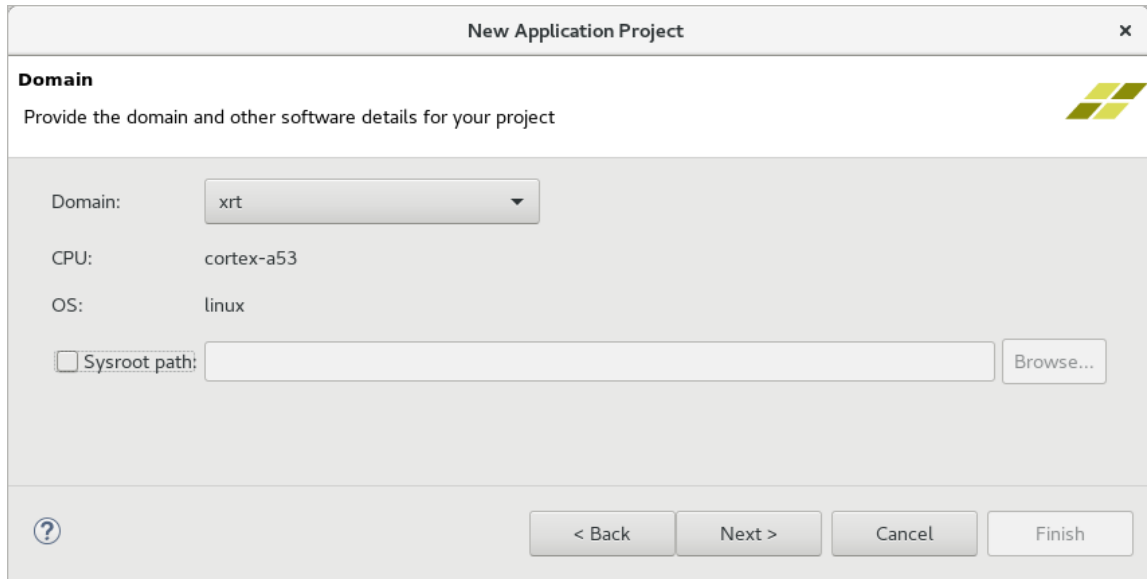 New Application Project ×
Domain
Provide the domain and other software details for your project
Domain: xrt
CPU: cortex-a53
OS: linux
Sysroot path: Browse...
? < Back Next > Cancel Finish